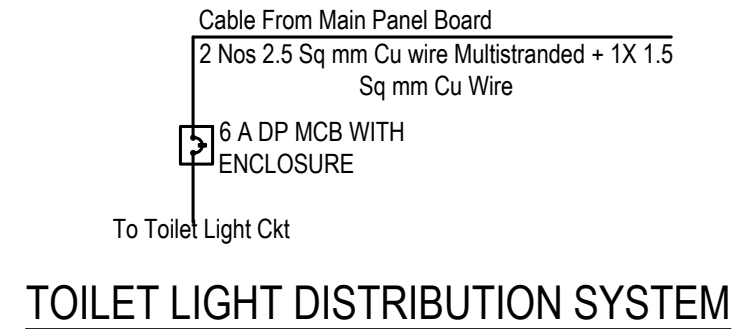 Cable From Main Panel Board
2 Nos 2.5 Sq mm Cu wire Multistranded + 1X 1.5
Sq mm Cu Wire
6 A DP MCB WITH
ENCLOSURE
To Toilet Light Ckt
TOILET LIGHT DISTRIBUTION SYSTEM